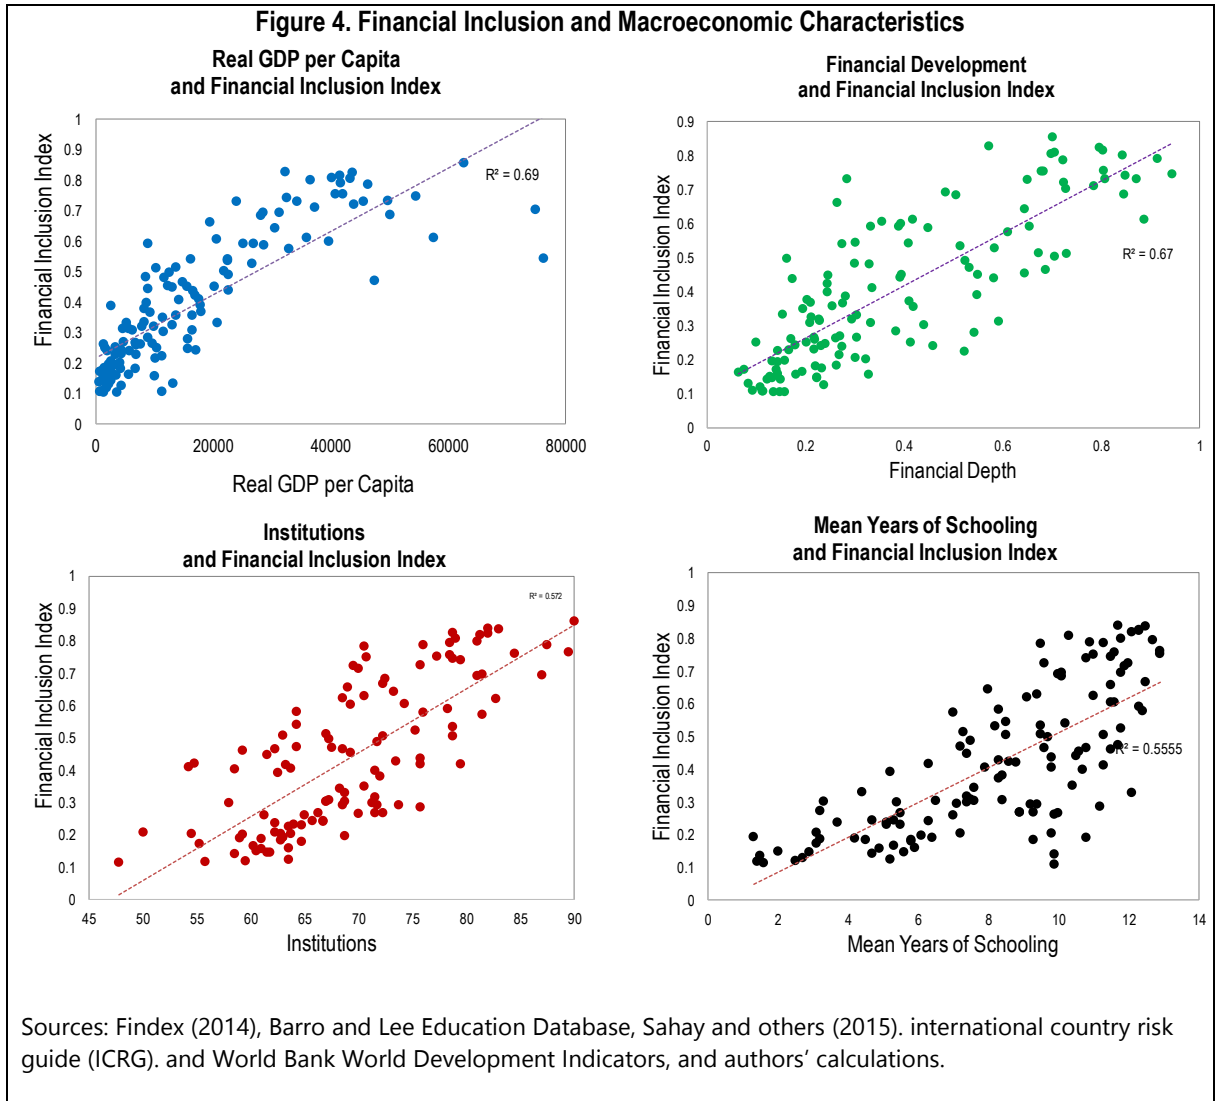 Figure 4. Financial Inclusion and Macroeconomic Characteristics
Real GDP per Capita
and Financial Inclusion Index
Financial Inclusion Index
1
0.9
0.8
0.7
0.6
0.5
0.4
0.3
0.2
0.1
0
R² = 0.69
0 20000 40000 60000 80000
Real GDP per Capita
Financial Development
and Financial Inclusion Index
Financial Inclusion Index
0.9
0.8
0.7
0.6
0.5
0.4
0.3
0.2
0.1
0
R² = 0.67
0 0.2 0.4 0.6 0.8 1
Financial Depth
Institutions
and Financial Inclusion Index
Financial Inclusion Index
1
0.9
0.8
0.7
0.6
0.5
0.4
0.3
0.2
0.1
0
R² = 0.572
45 50 55 60 65 70 75 80 85 90
Institutions
Mean Years of Schooling
and Financial Inclusion Index
Financial Inclusion Index
1
0.9
0.8
0.7
0.6
0.5
0.4
0.3
0.2
0.1
0
R² = 0.5555
0 2 4 6 8 10 12 14
Mean Years of Schooling
Sources: Findex (2014), Barro and Lee Education Database, Sahay and others (2015). international country risk
guide (ICRG). and World Bank World Development Indicators, and authors’ calculations.